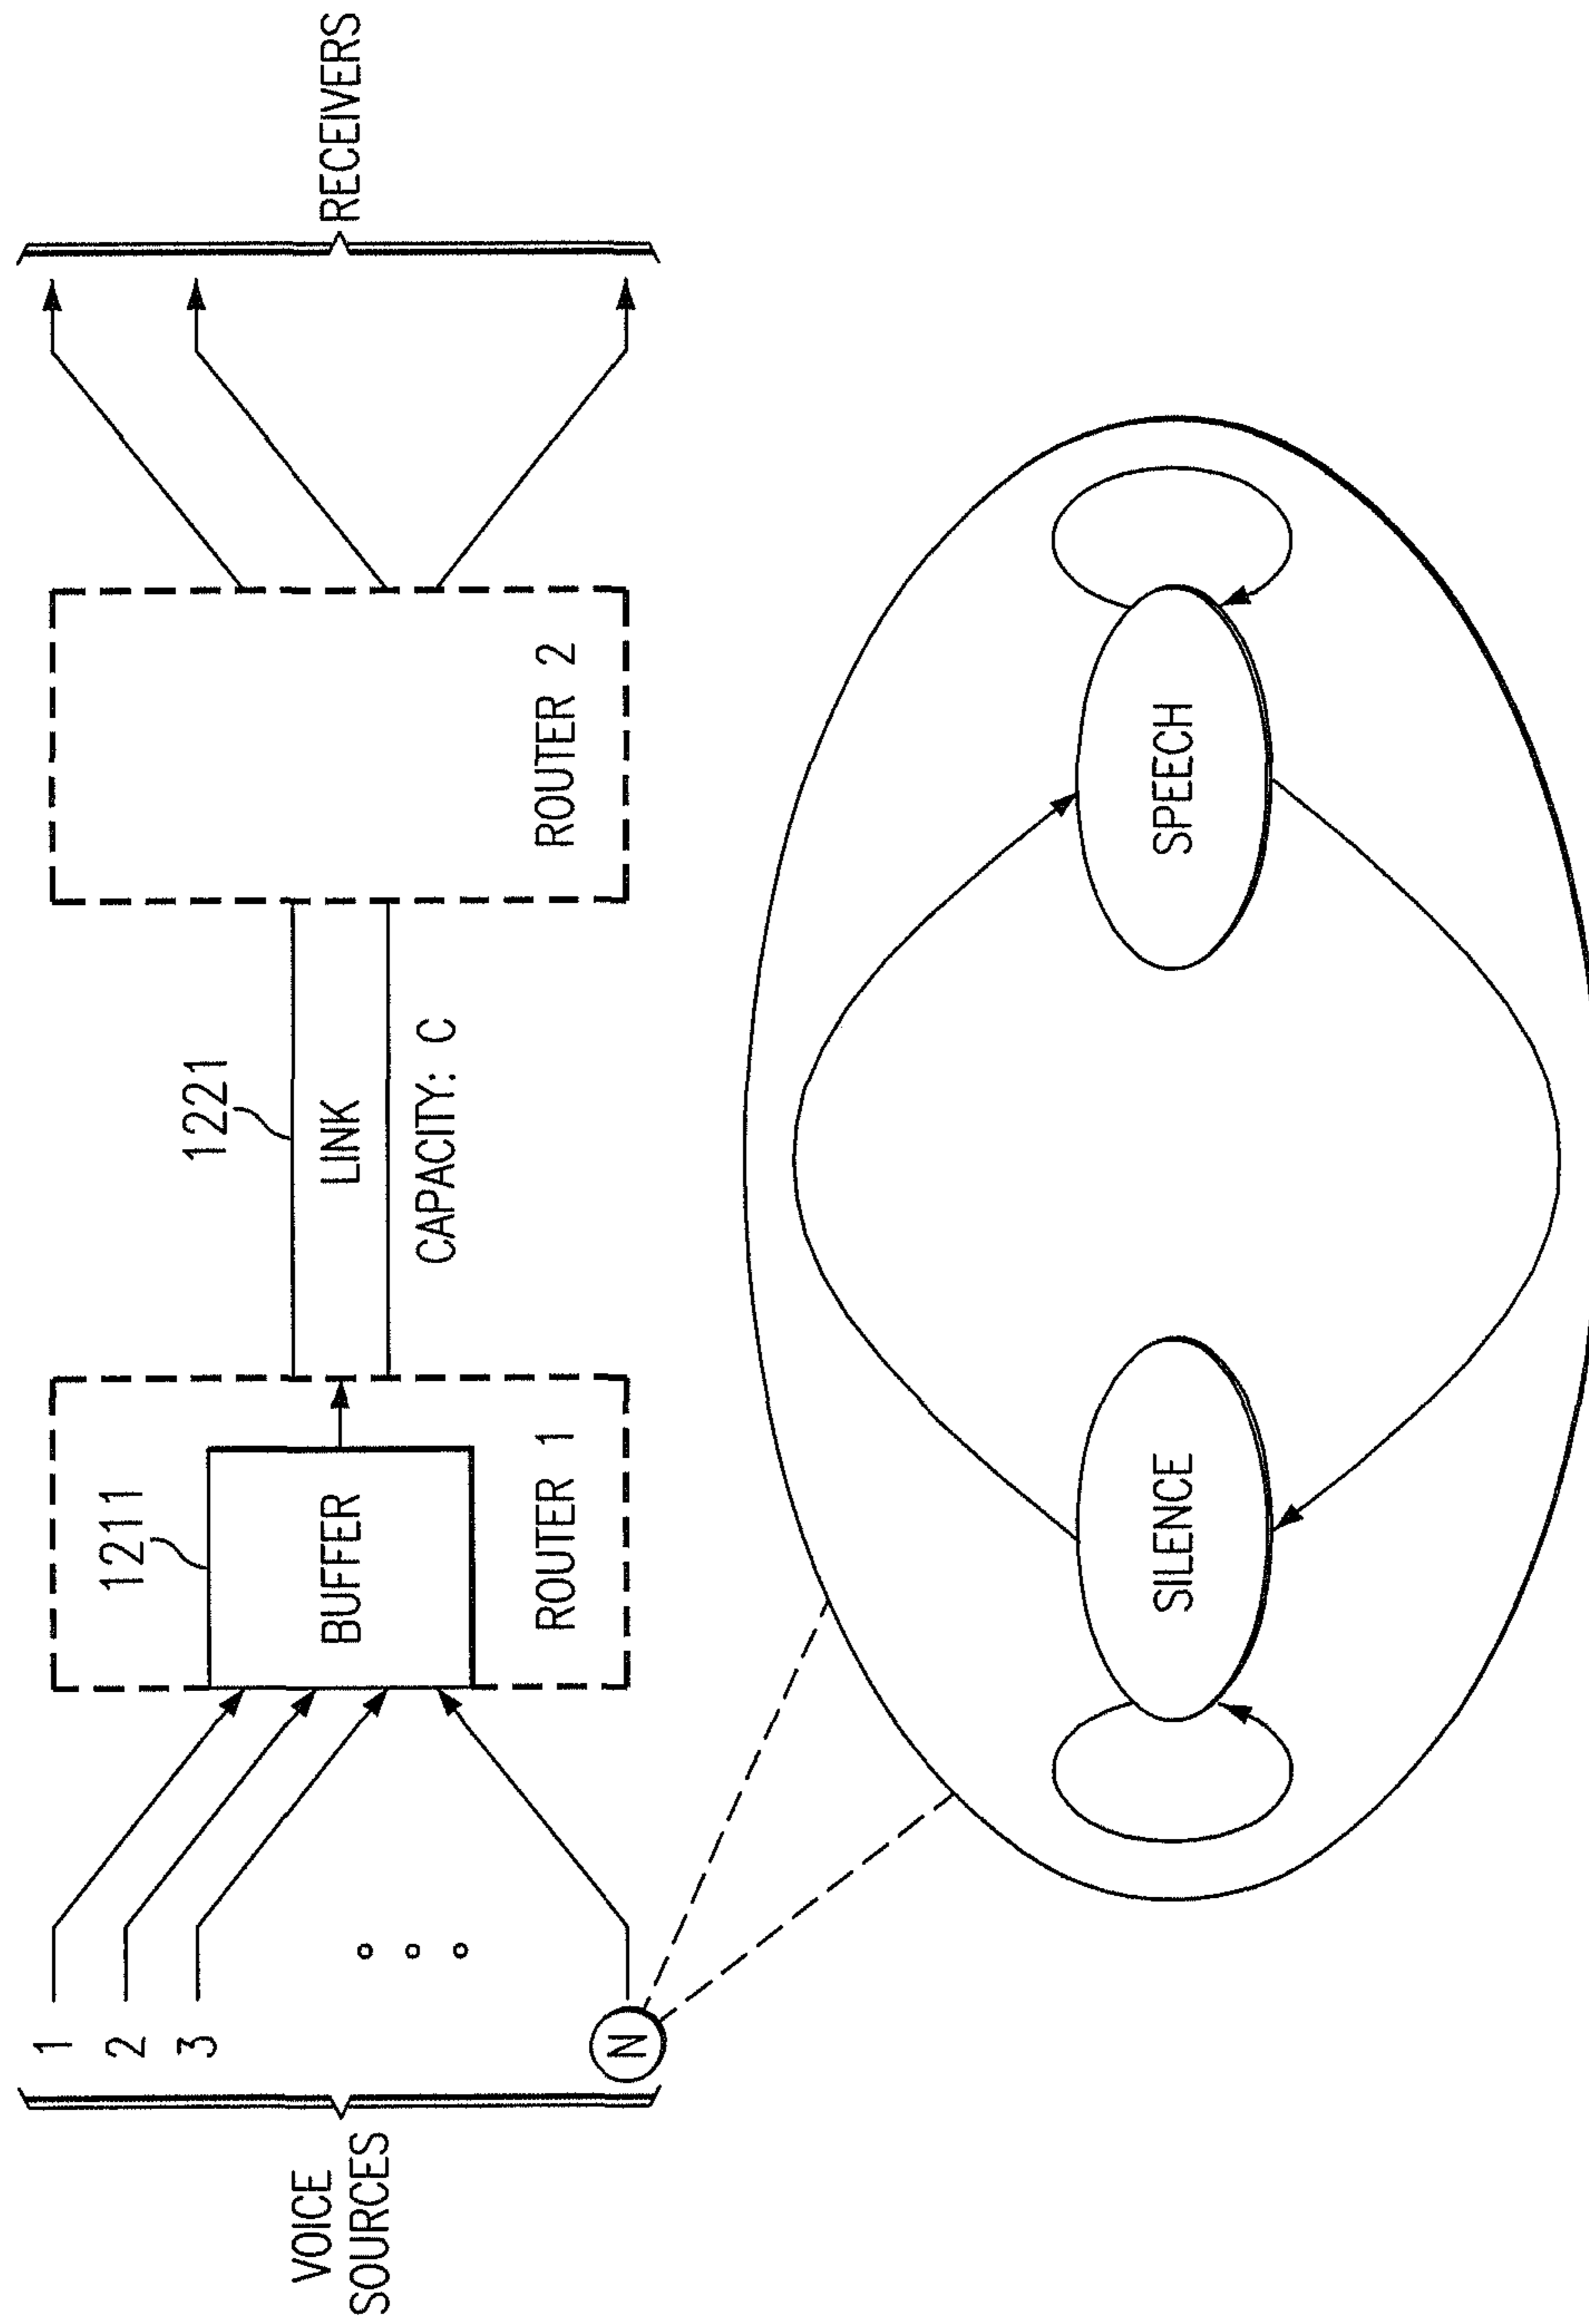 VOICE
SOURCES
1
2
3
N
1211
BUFFER
ROUTER 1
1221
LINK
CAPACITY: C
ROUTER 2
RECEIVERS
SILENCE
SPEECH